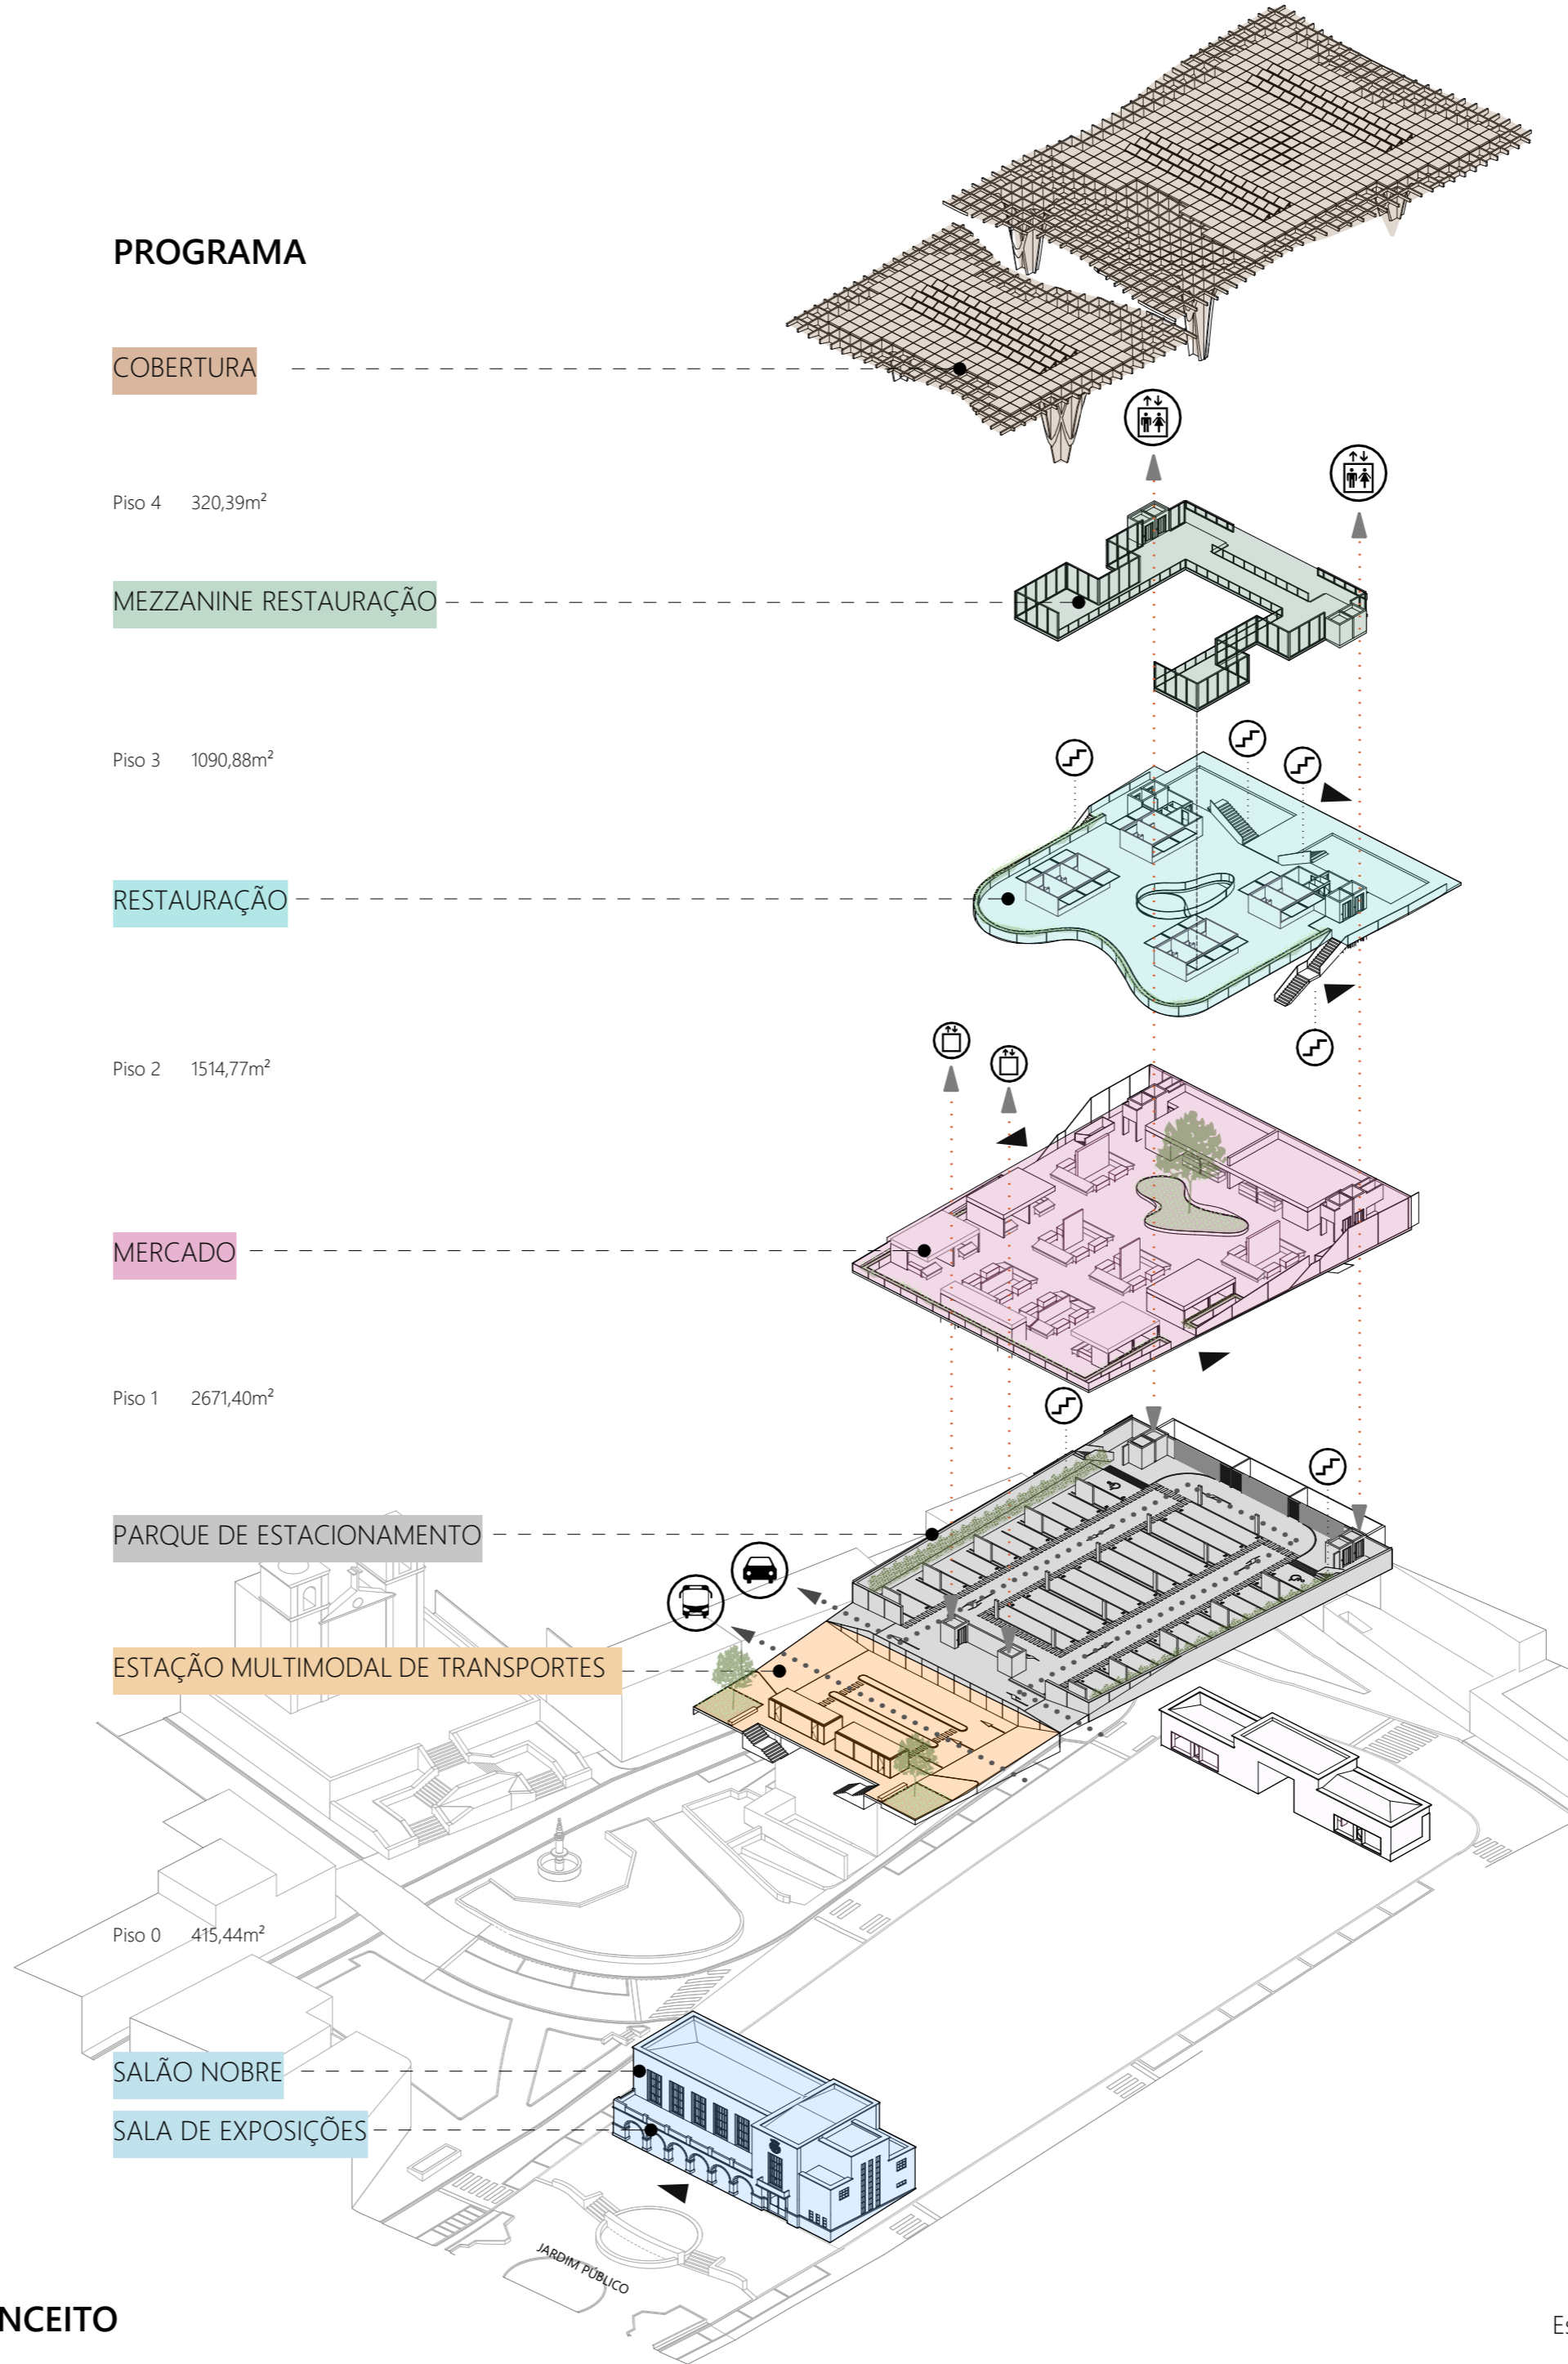 PROGRAMA
COBERTURA
Piso 4 320,39m²
MEZZANINE RESTAURAÇÃO
Piso 3 1090,88m²
RESTAURAÇÃO
Piso 2 1514,77m²
MERCADO
Piso 1 2671,40m²
PARQUE DE ESTACIONAMENTO
ESTAÇÃO MULTIMODAL DE TRANSPORTES
Piso 0 415,44m²
SALÃO NOBRE
SALA DE EXPOSIÇÕES
JARDIM PÚBLICO
NCEITO
Es